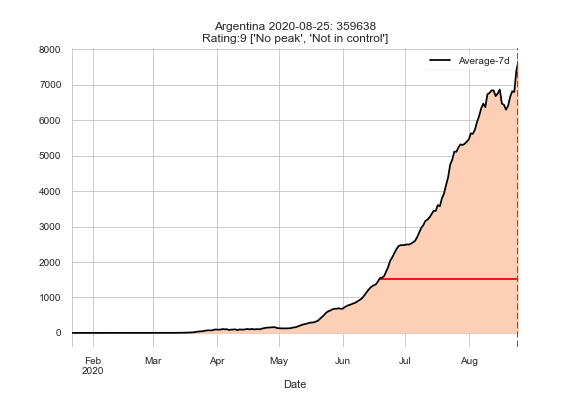 Argentina 2020-08-25: 359638
Rating:9 ['No peak', 'Not in control']
Average-7d
8000
7000
6000
5000
4000
3000
2000
1000
0
Feb Mar Apr May Jun Jul Aug
2020
Date